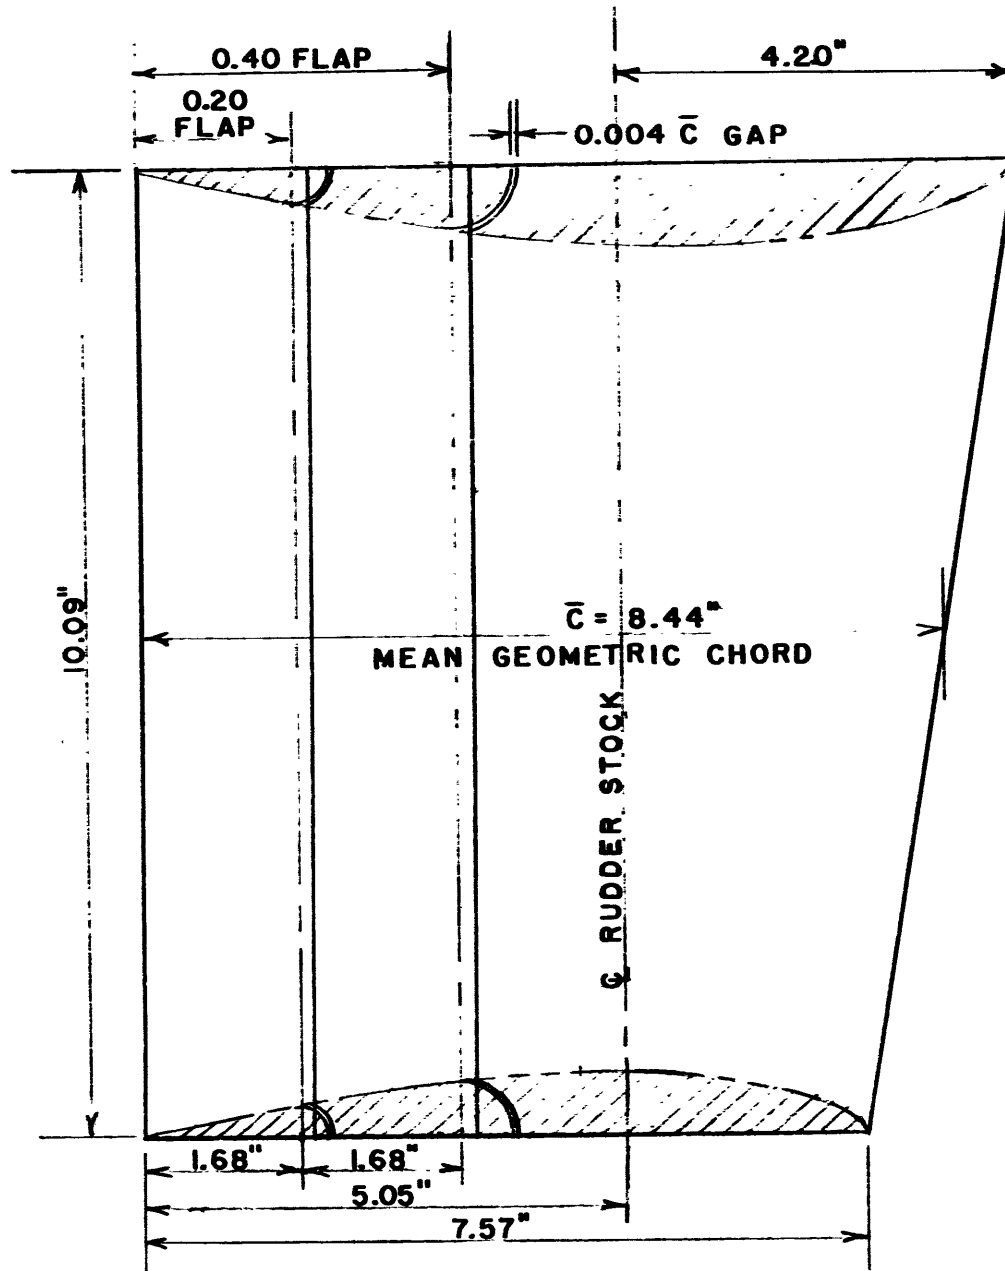 0.40 FLAP
4.20"
0.20
FLAP
0.004 C̅ GAP
10.09"
C̅ = 8.44"
MEAN GEOMETRIC CHORD
℄ RUDDER STOCK
1.68"
1.68"
5.05"
7.57"